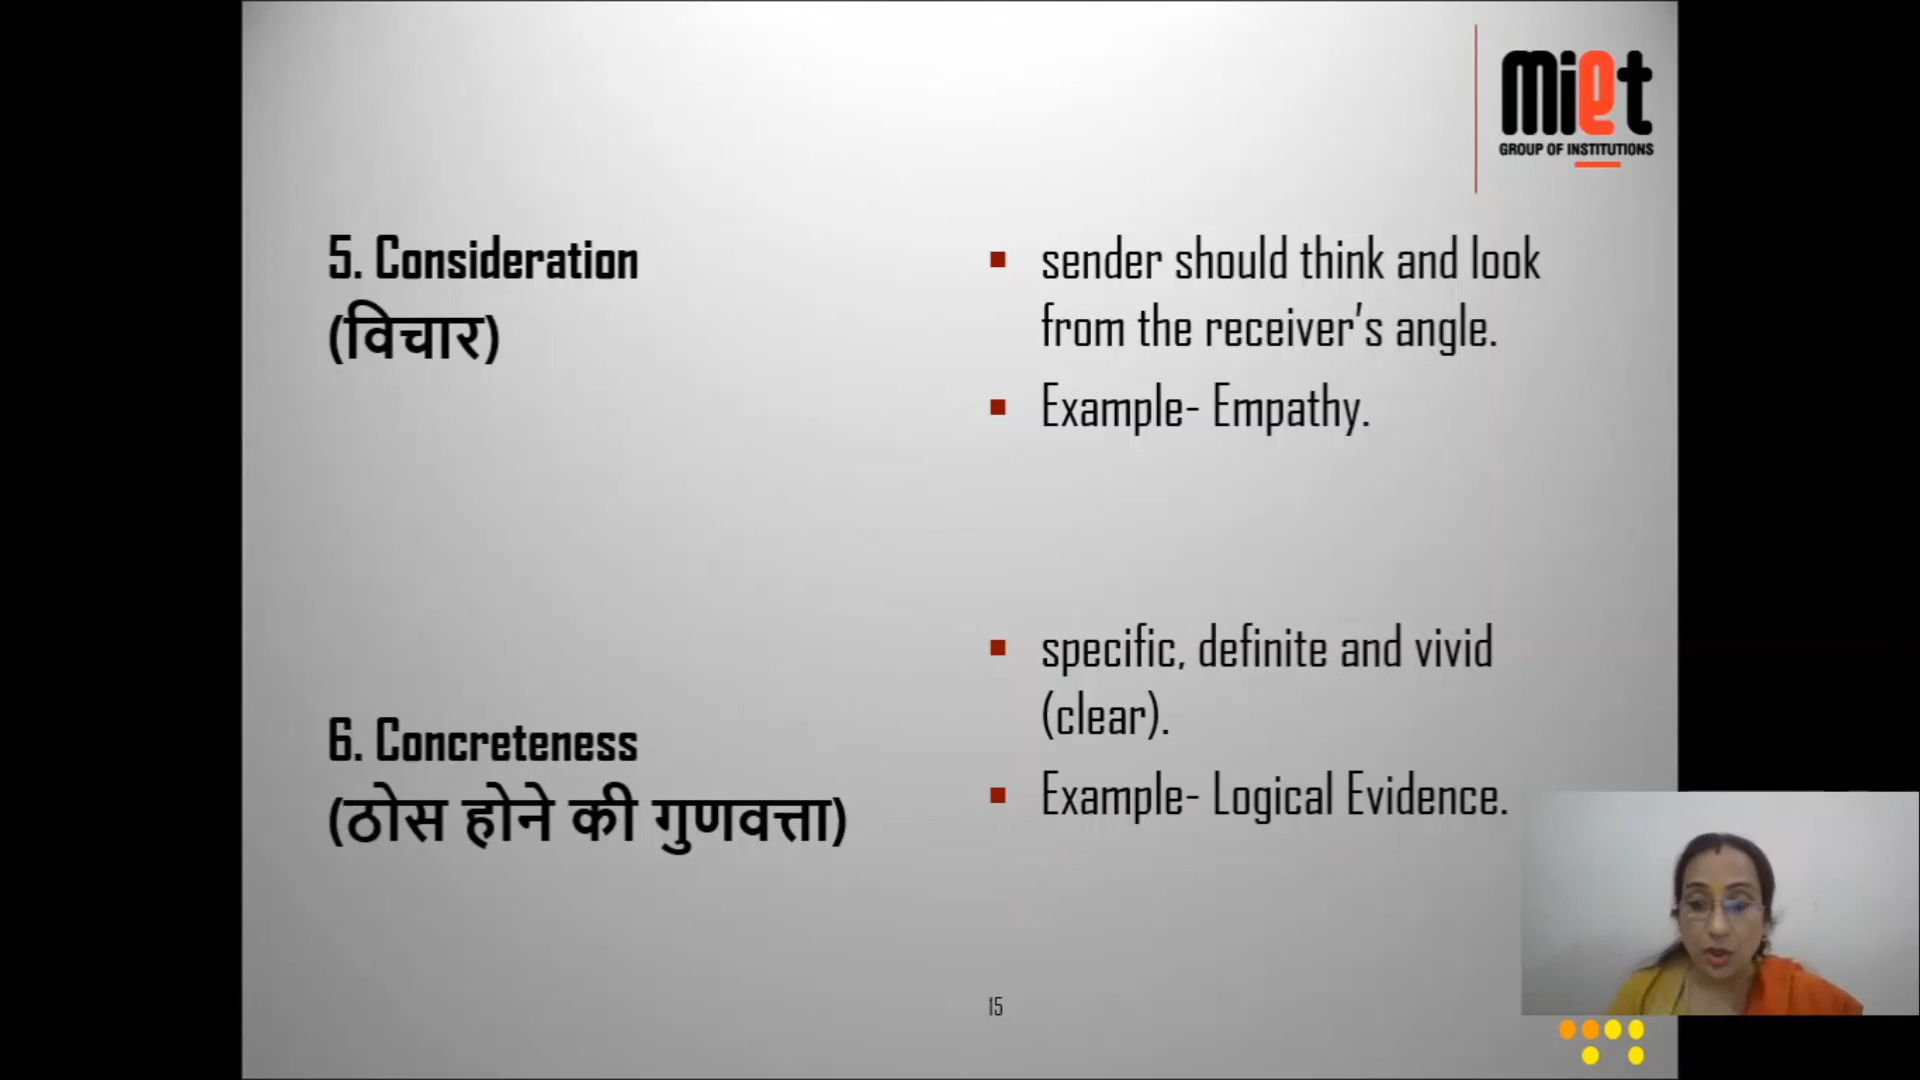 miet
GROUP OF INSTITUTIONS
5. Consideration
(विचार)
▪ sender should think and look
from the receiver's angle.
▪ Example- Empathy.
6. Concreteness
(ठोस होने की गुणवत्ता)
▪ specific, definite and vivid
(clear).
▪ Example- Logical Evidence.
15